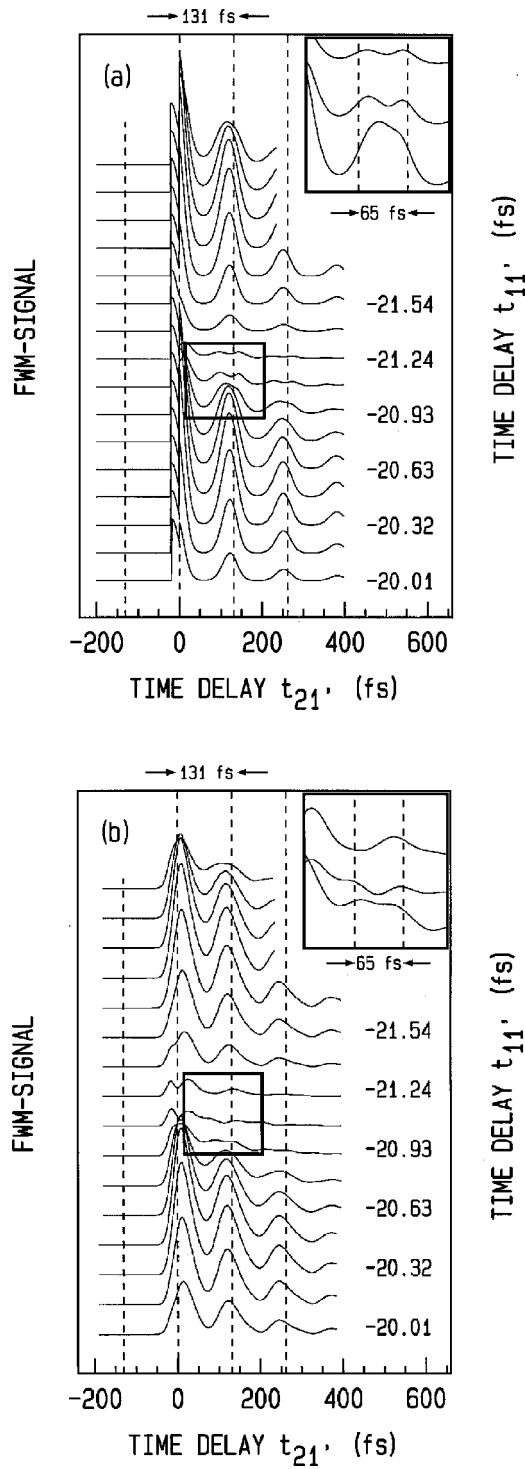 → 131 fs ←
(a)
→ 65 fs ←
-21.54
-21.24
-20.93
-20.63
-20.32
-20.01
FWM-SIGNAL
TIME DELAY t11' (fs)
-200 0 200 400 600
TIME DELAY t21' (fs)
→ 131 fs ←
(b)
→ 65 fs ←
-21.54
-21.24
-20.93
-20.63
-20.32
-20.01
FWM-SIGNAL
TIME DELAY t11' (fs)
-200 0 200 400 600
TIME DELAY t21' (fs)